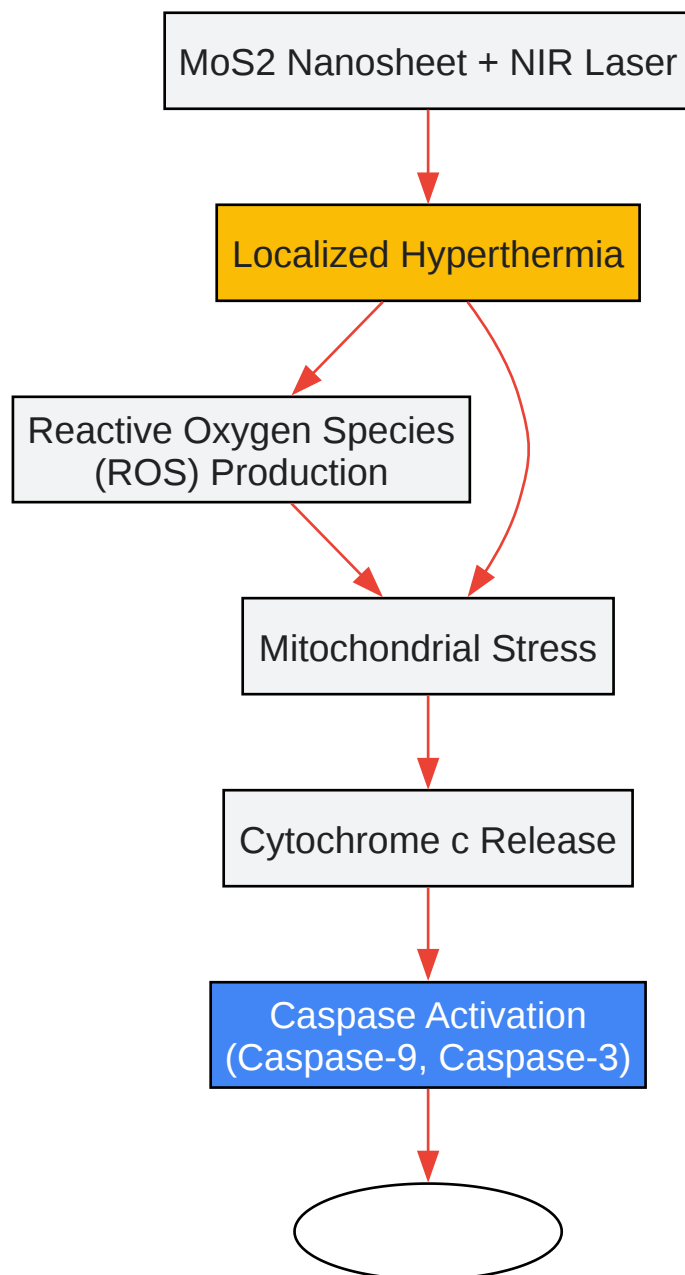 MoS2 Nanosheet + NIR Laser
Localized Hyperthermia
Reactive Oxygen Species
(ROS) Production
Mitochondrial Stress
Cytochrome c Release
Caspase Activation
(Caspase-9, Caspase-3)